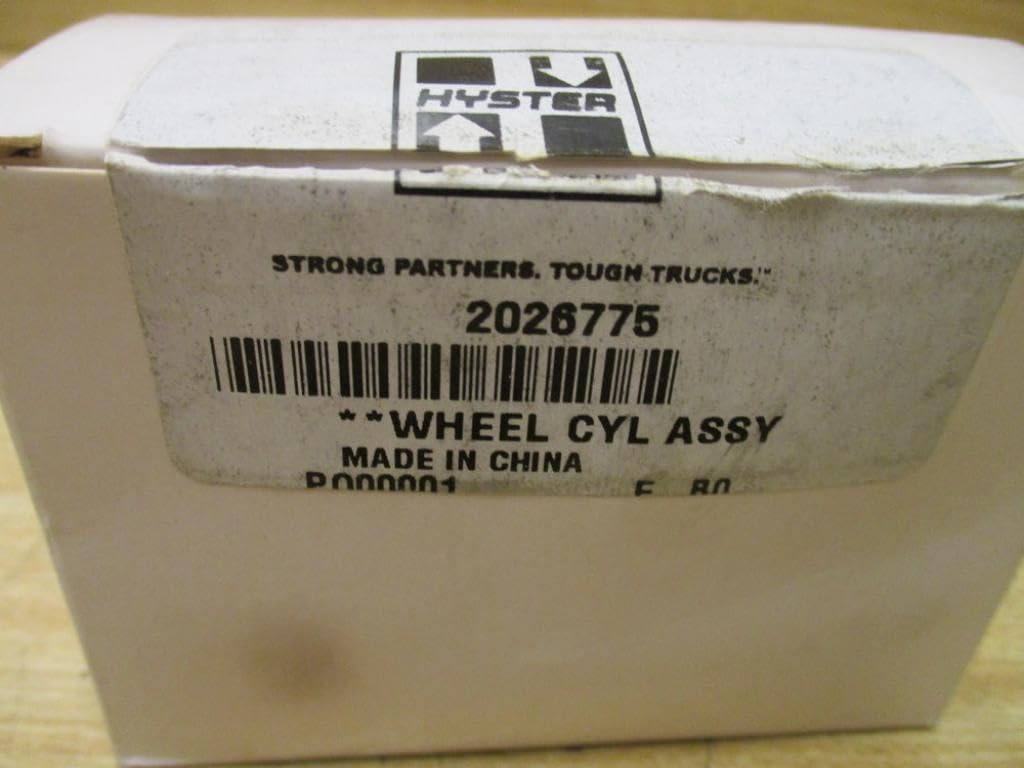 HYSTER
STRONG PARTNERS. TOUGH TRUCKS.™
2026775
**WHEEL CYL ASSY
MADE IN CHINA